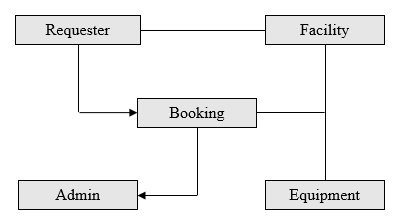 Requester
Facility
Booking
Admin
Equipment